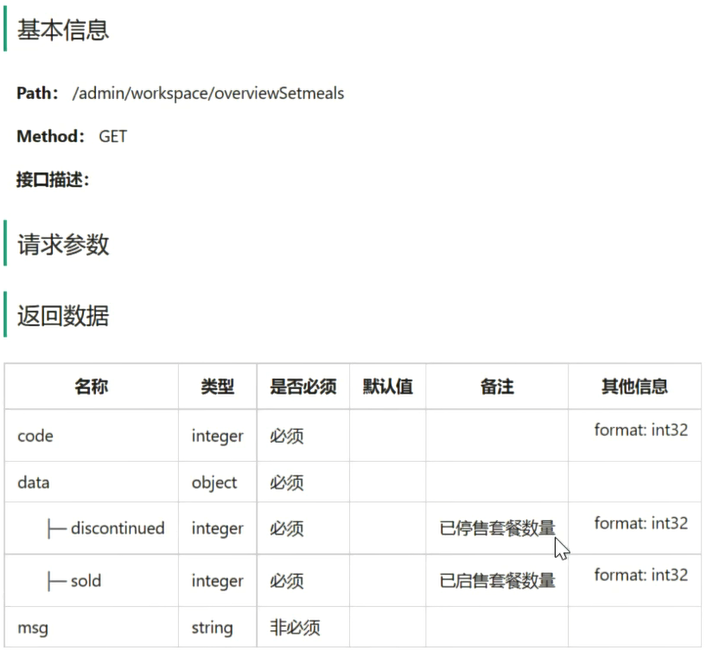 基本信息
Path： /admin/workspace/overviewSetmeals
Method： GET
接口描述：
请求参数
返回数据
名称 类型 是否必须 默认值 备注 其他信息
code integer 必须 format: int32
data object 必须
├─ discontinued integer 必须 已停售套餐数量 format: int32
├─ sold integer 必须 已启售套餐数量 format: int32
msg string 非必须